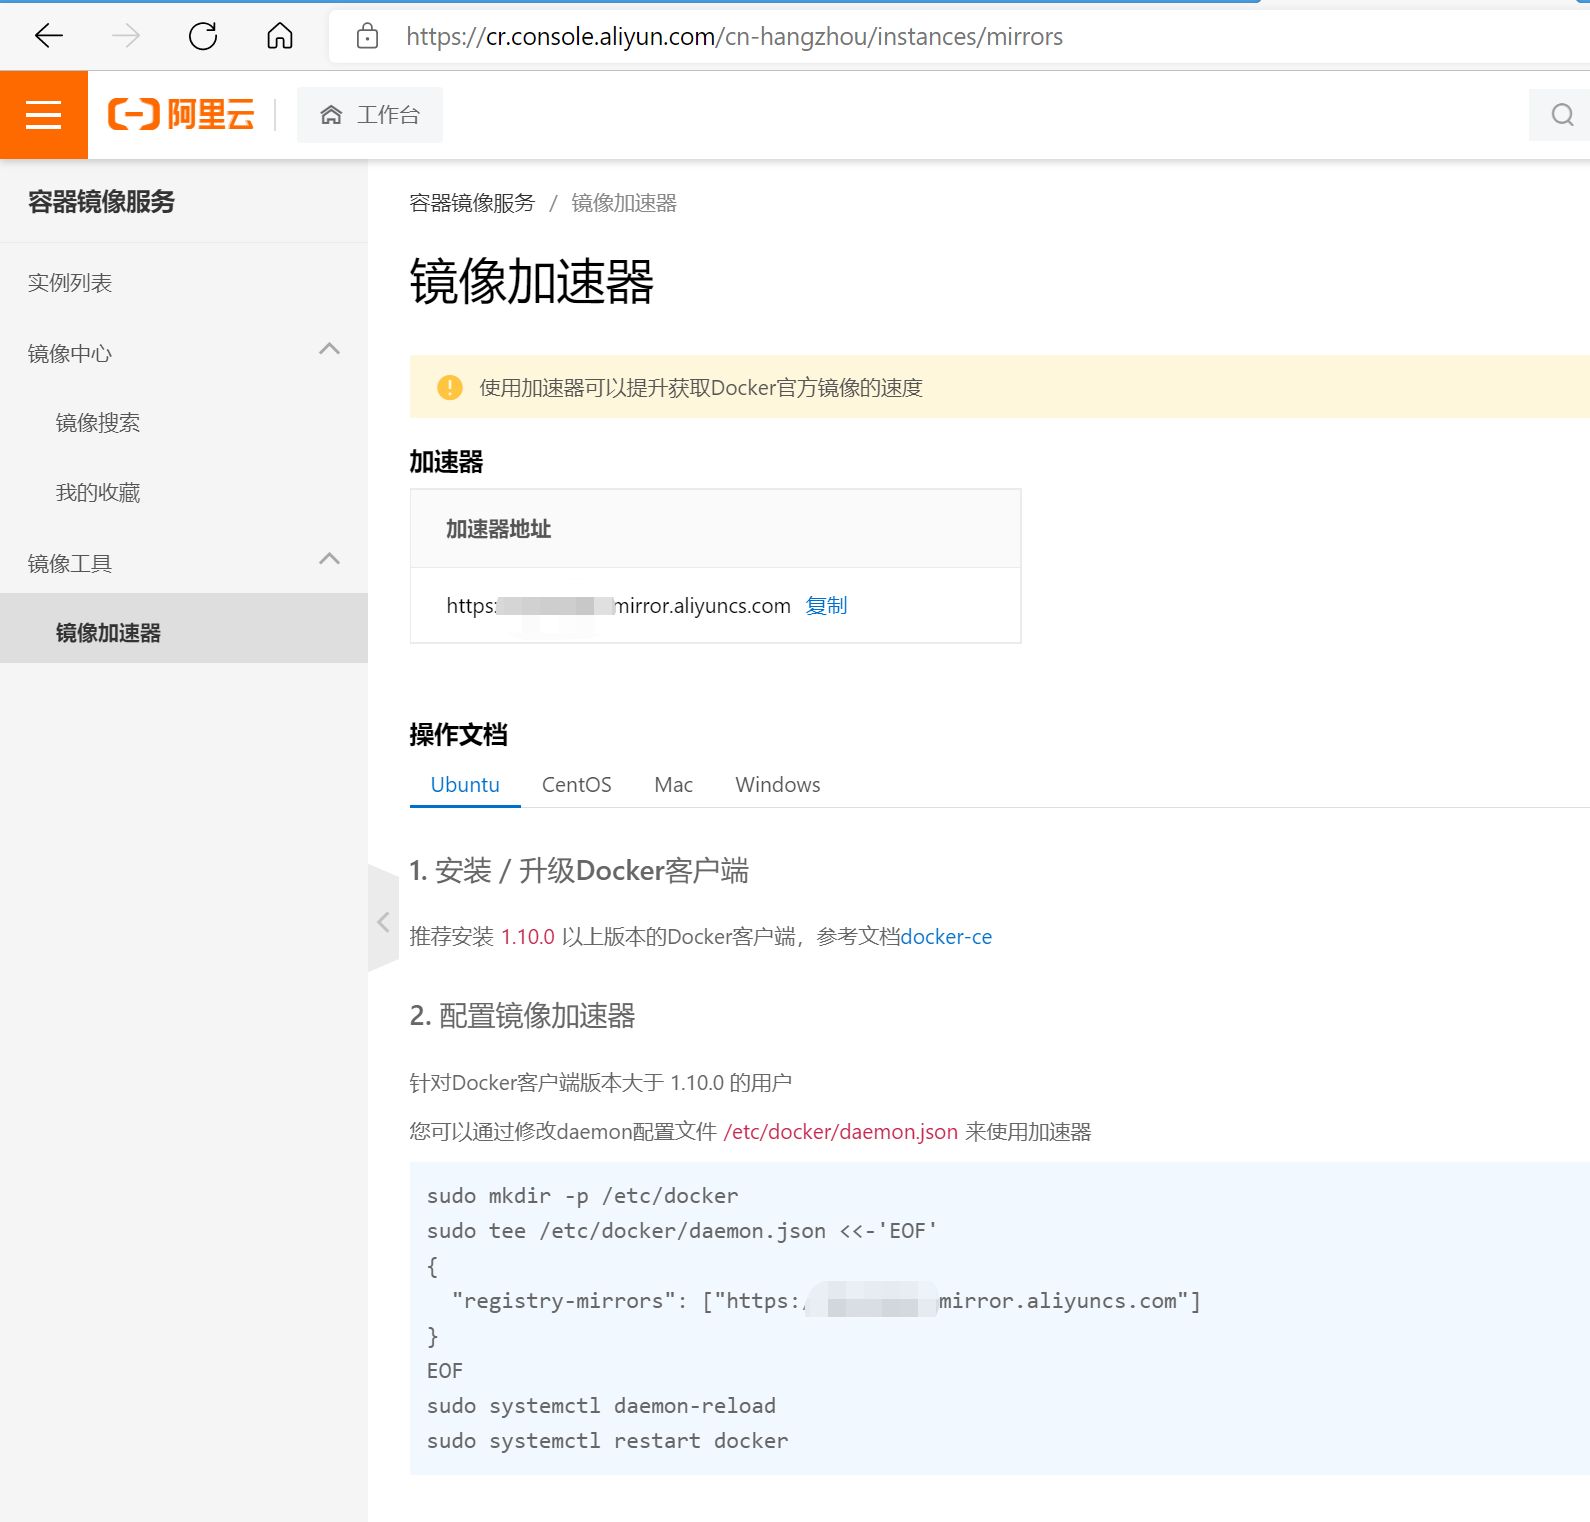 https://cr.console.aliyun.com/cn-hangzhou/instances/mirrors
阿里云
工作台
容器镜像服务
实例列表
镜像中心
镜像搜索
我的收藏
镜像工具
镜像加速器
容器镜像服务 / 镜像加速器
镜像加速器
使用加速器可以提升获取Docker官方镜像的速度
加速器
加速器地址
https: mirror.aliyuncs.com 复制
操作文档
Ubuntu CentOS Mac Windows
1. 安装 / 升级Docker客户端
推荐安装 1.10.0 以上版本的Docker客户端，参考文档docker-ce
2. 配置镜像加速器
针对Docker客户端版本大于 1.10.0 的用户
您可以通过修改daemon配置文件 /etc/docker/daemon.json 来使用加速器
sudo mkdir -p /etc/docker
sudo tee /etc/docker/daemon.json <<-'EOF'
{
"registry-mirrors": ["https:/ mirror.aliyuncs.com"]
}
EOF
sudo systemctl daemon-reload
sudo systemctl restart docker